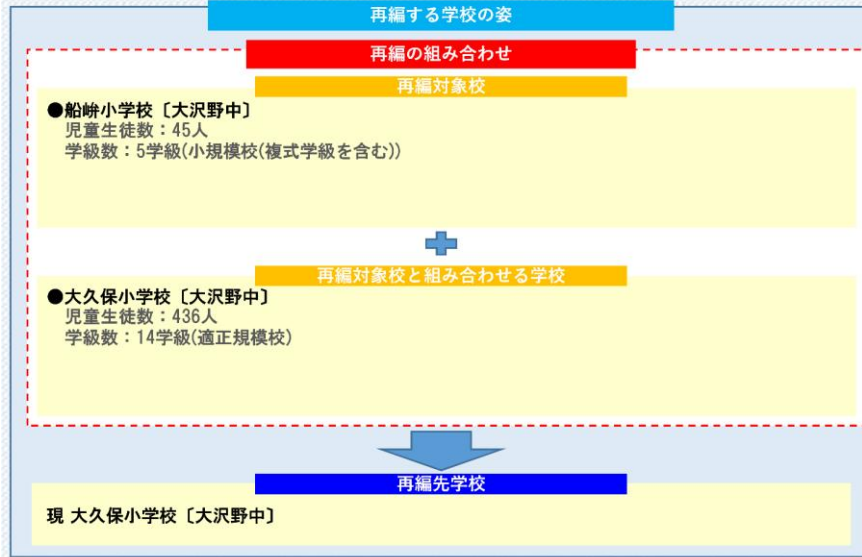 再編する学校の姿
再編の組み合わせ
再編対象校
●船峅小学校〔大沢野中〕
児童生徒数：45人
学級数：5学級(小規模校(複式学級を含む))
再編対象校と組み合わせる学校
●大久保小学校〔大沢野中〕
児童生徒数：436人
学級数：14学級(適正規模校)
再編先学校
現 大久保小学校〔大沢野中〕